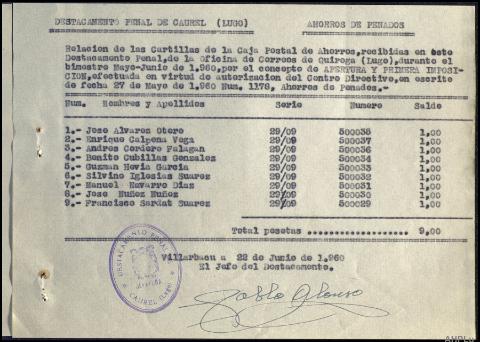 DESTACAMENTO PENAL DE CAUREL (LUGO) AHORROS DE PENADOS
Relacion de las Cartillas de la Caja Postal de Ahorros,recibidas en este
Destacamento Penal,de la Oficina de Correos de Quiroga (Lugo),durante el
bimestre Mayo-Junio de 1.960,por el concepto de APERTURA Y PRIMERA IMPOSI-
CION,efectuada en virtud de autorizacion del Centro Directivo,en escrito
de fecha 27 de Mayo de 1.960 Num. 1178, Ahorros de Penados.-
Num. Nombres y Apellidos Serie Numero Saldo
1.- Jose Alvarez Otero 29/09 500038 1,00
2.- Enrique Calpena Vega 29/09 500037 1,00
3.- Andres Cordero Falagan 29/09 500036 1,00
4.- Benito Cubillas Gonzales 29/09 500034 1,00
5.- Guzman Hevia Garcia 29/09 500033 1,00
6.- Silvino Iglesias Suarez 29/09 500032 1,00
7.- Manuel Navarro Diaz 29/09 500031 1,00
8.- Jose Nuñez Nuñez 29/09 500030 1,00
9.- Francisco Sardat Suarez 29/09 500029 1,00
Total pesetas .................. 9,00
Villarbacu a 22 de Junio de 1.960
El Jefe del Destacamento.
DESTACAMENTO PENAL
CAUREL (LUGO)
Pablo Alonso